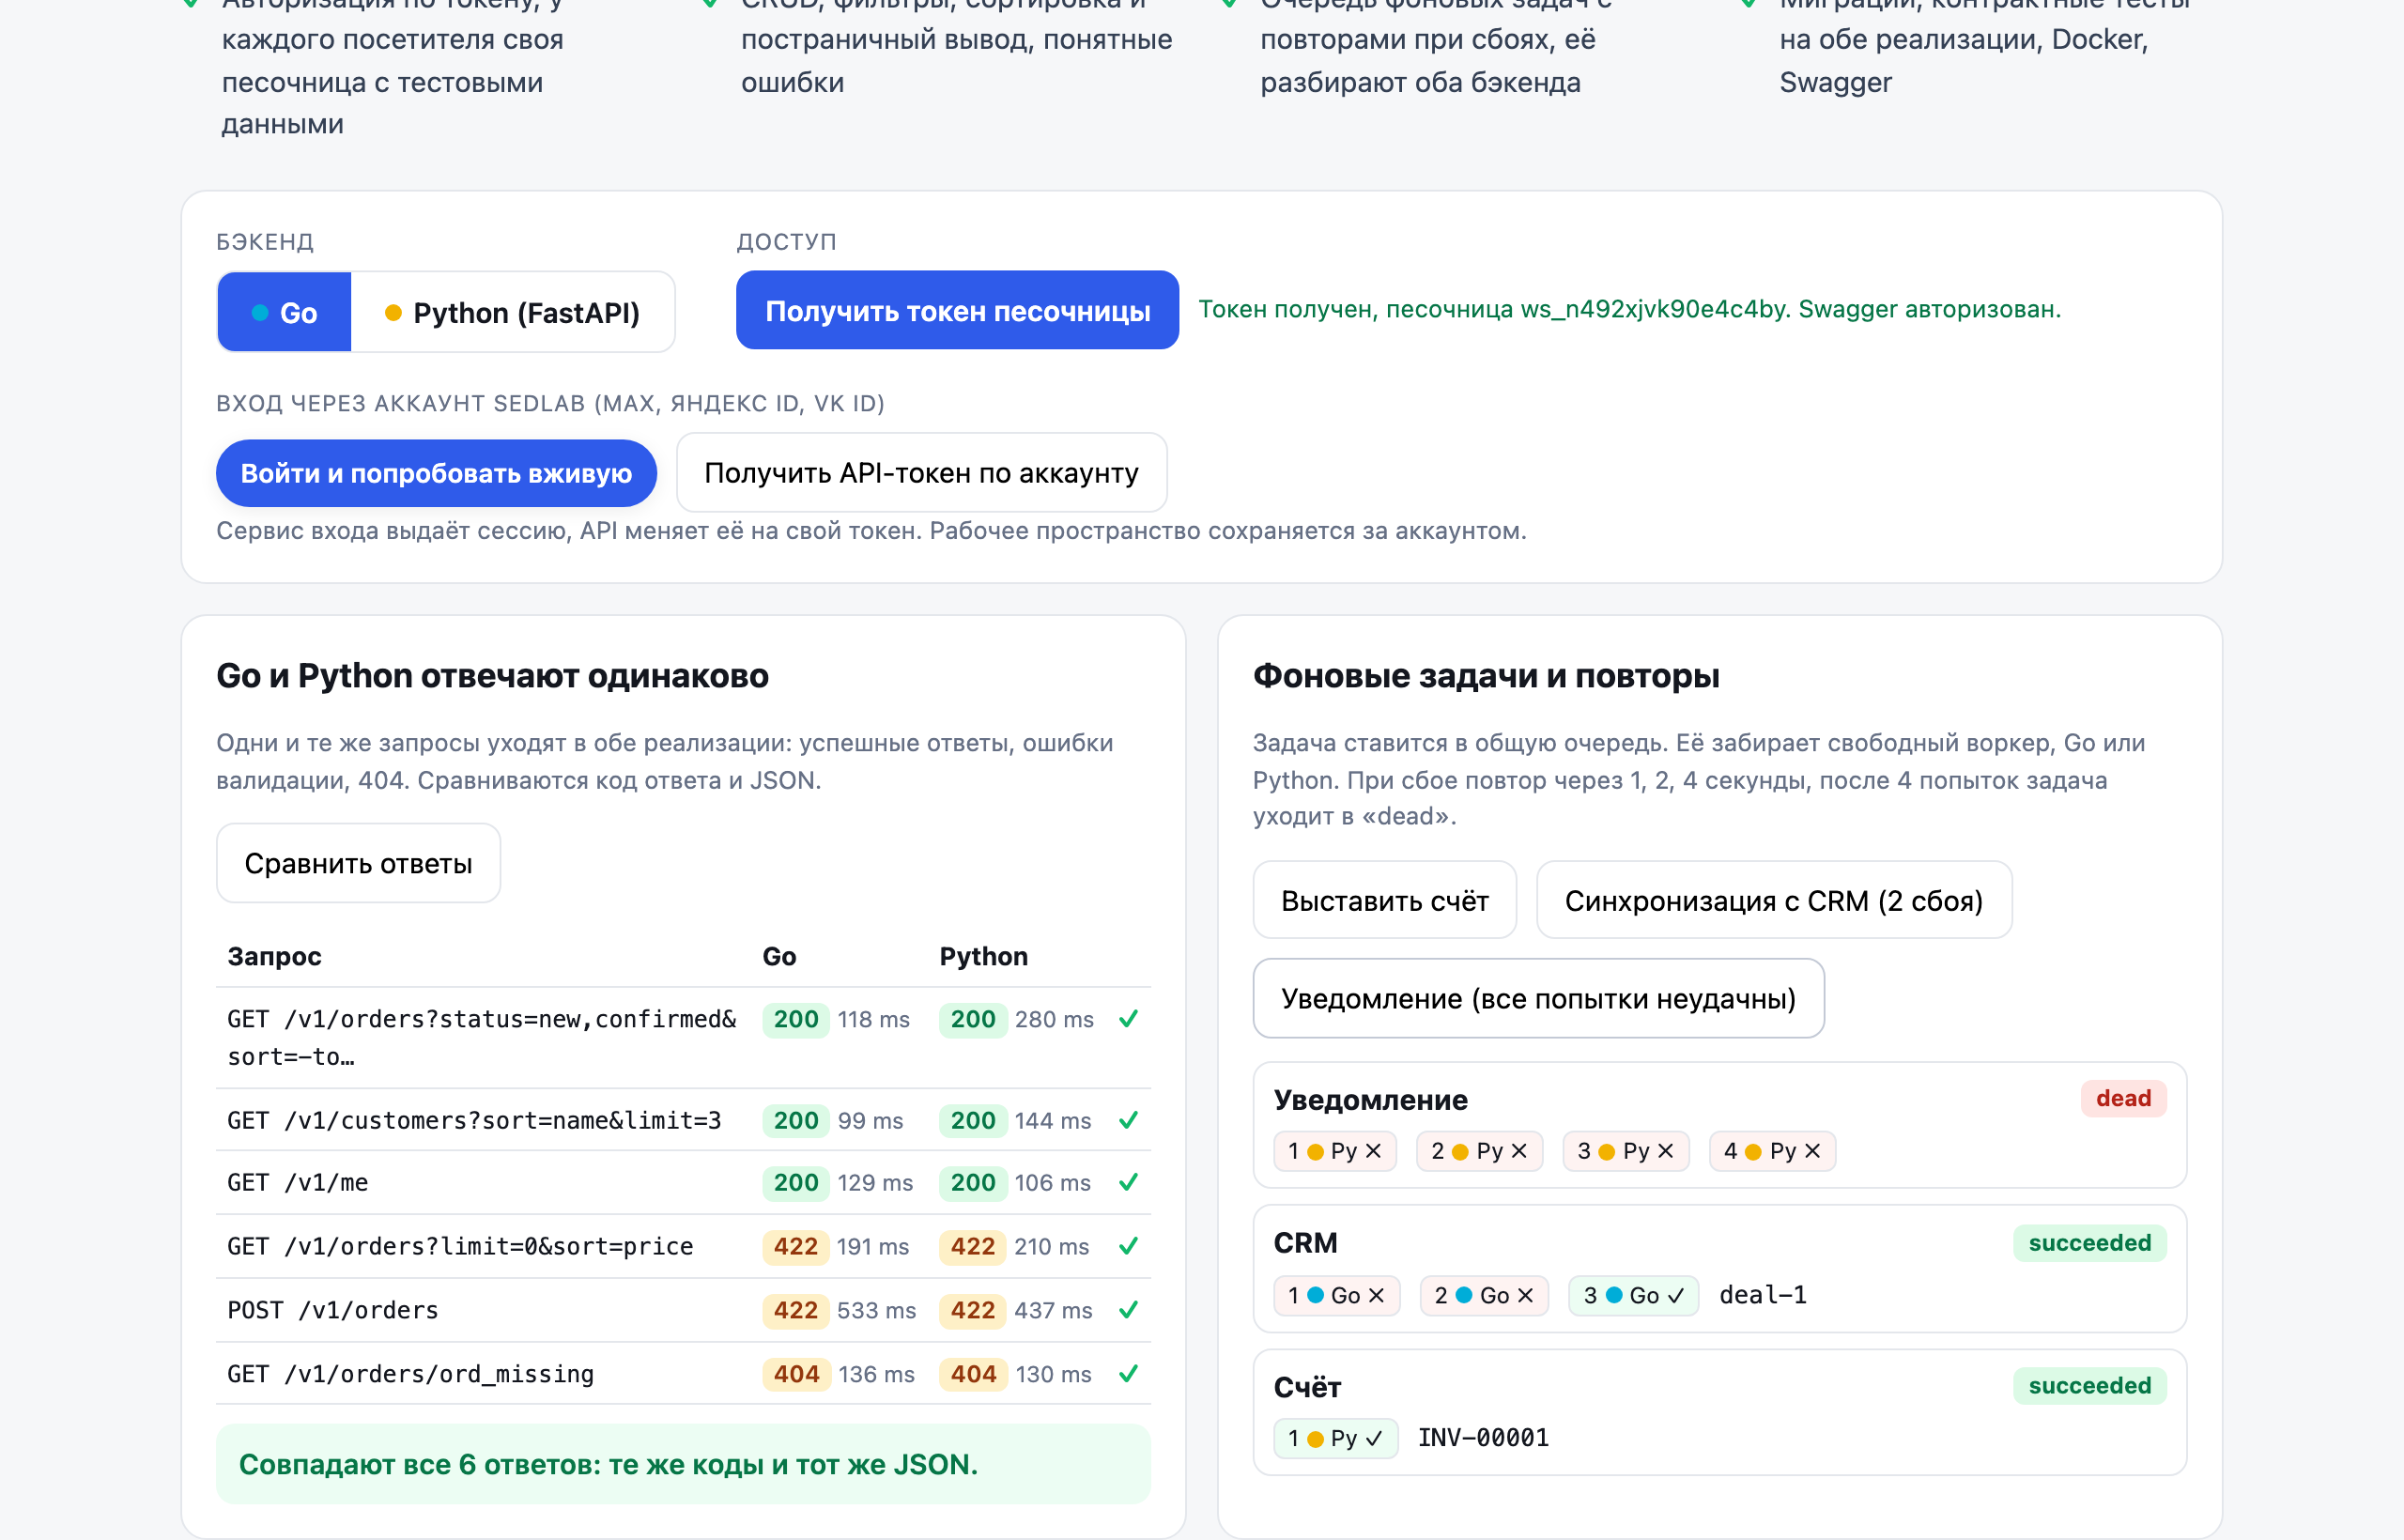 Авторизация по токену, у
каждого посетителя своя
песочница с тестовыми
данными
CRUD, фильтры, сортировка и
постраничный вывод, понятные
ошибки
Очередь фоновых задач с
повторами при сбоях, её
разбирают оба бэкенда
Миграции, контрактные тесты
на обе реализации, Docker,
Swagger
БЭКЕНД
Go
Python (FastAPI)
ДОСТУП
Получить токен песочницы
Токен получен, песочница ws_n492xjvk90e4c4by. Swagger авторизован.
ВХОД ЧЕРЕЗ АККАУНТ SEDLAB (MAX, ЯНДЕКС ID, VK ID)
Войти и попробовать вживую
Получить API-токен по аккаунту
Сервис входа выдаёт сессию, API меняет её на свой токен. Рабочее пространство сохраняется за аккаунтом.
Go и Python отвечают одинаково
Одни и те же запросы уходят в обе реализации: успешные ответы, ошибки
валидации, 404. Сравниваются код ответа и JSON.
Сравнить ответы
Запрос Go Python
GET /v1/orders?status=new,confirmed& 200 118 ms 200 280 ms ✓
sort=-to…
GET /v1/customers?sort=name&limit=3 200 99 ms 200 144 ms ✓
GET /v1/me 200 129 ms 200 106 ms ✓
GET /v1/orders?limit=0&sort=price 422 191 ms 422 210 ms ✓
POST /v1/orders 422 533 ms 422 437 ms ✓
GET /v1/orders/ord_missing 404 136 ms 404 130 ms ✓
Совпадают все 6 ответов: те же коды и тот же JSON.
Фоновые задачи и повторы
Задача ставится в общую очередь. Её забирает свободный воркер, Go или
Python. При сбое повтор через 1, 2, 4 секунды, после 4 попыток задача
уходит в «dead».
Выставить счёт
Синхронизация с CRM (2 сбоя)
Уведомление (все попытки неудачны)
Уведомление dead
1 Py ✕ 2 Py ✕ 3 Py ✕ 4 Py ✕
CRM succeeded
1 Go ✕ 2 Go ✕ 3 Go ✓ deal-1
Счёт succeeded
1 Py ✓ INV-00001